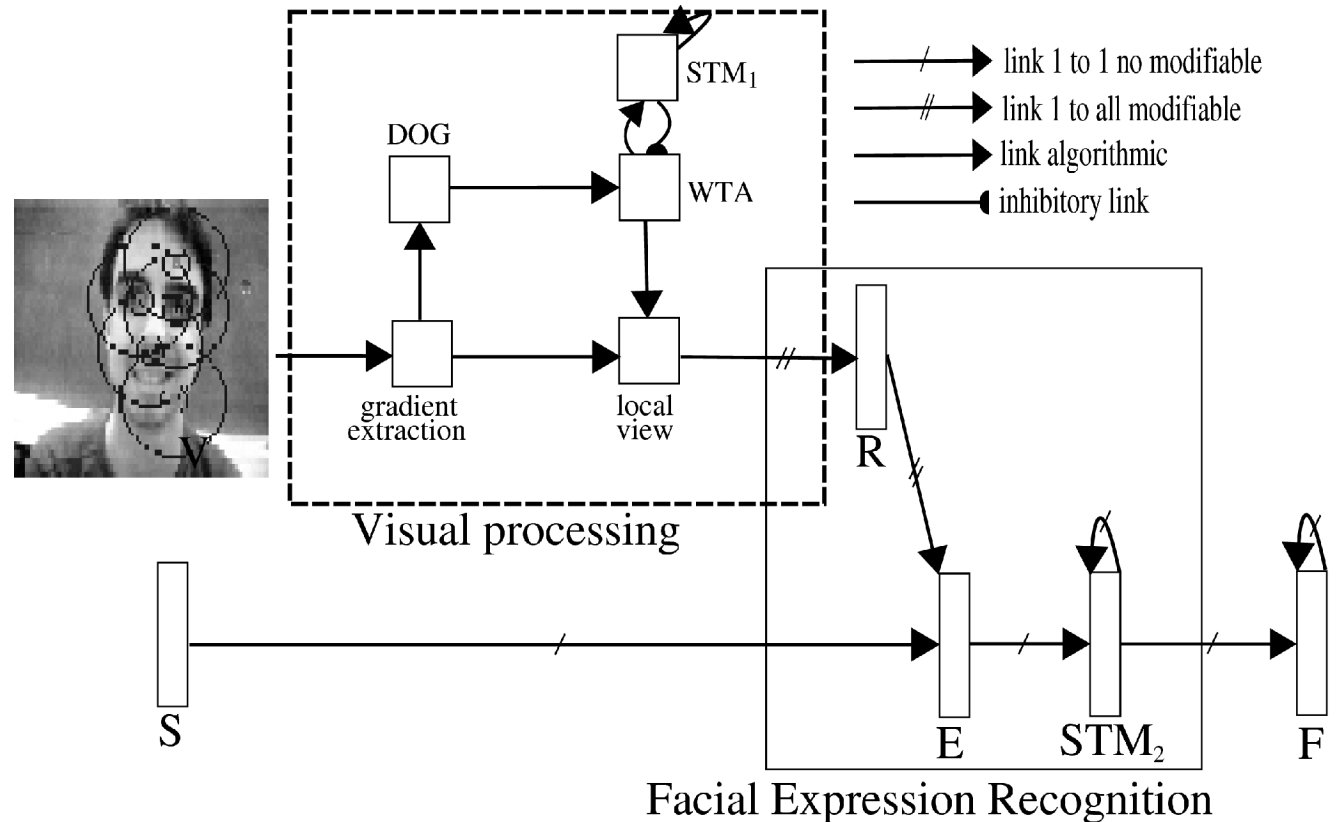 STM₁
link 1 to 1 no modifiable
link 1 to all modifiable
DOG
link algorithmic
WTA
inhibitory link
gradient
extraction
local
view
R
V
Visual processing
S
E
STM₂
F
Facial Expression Recognition